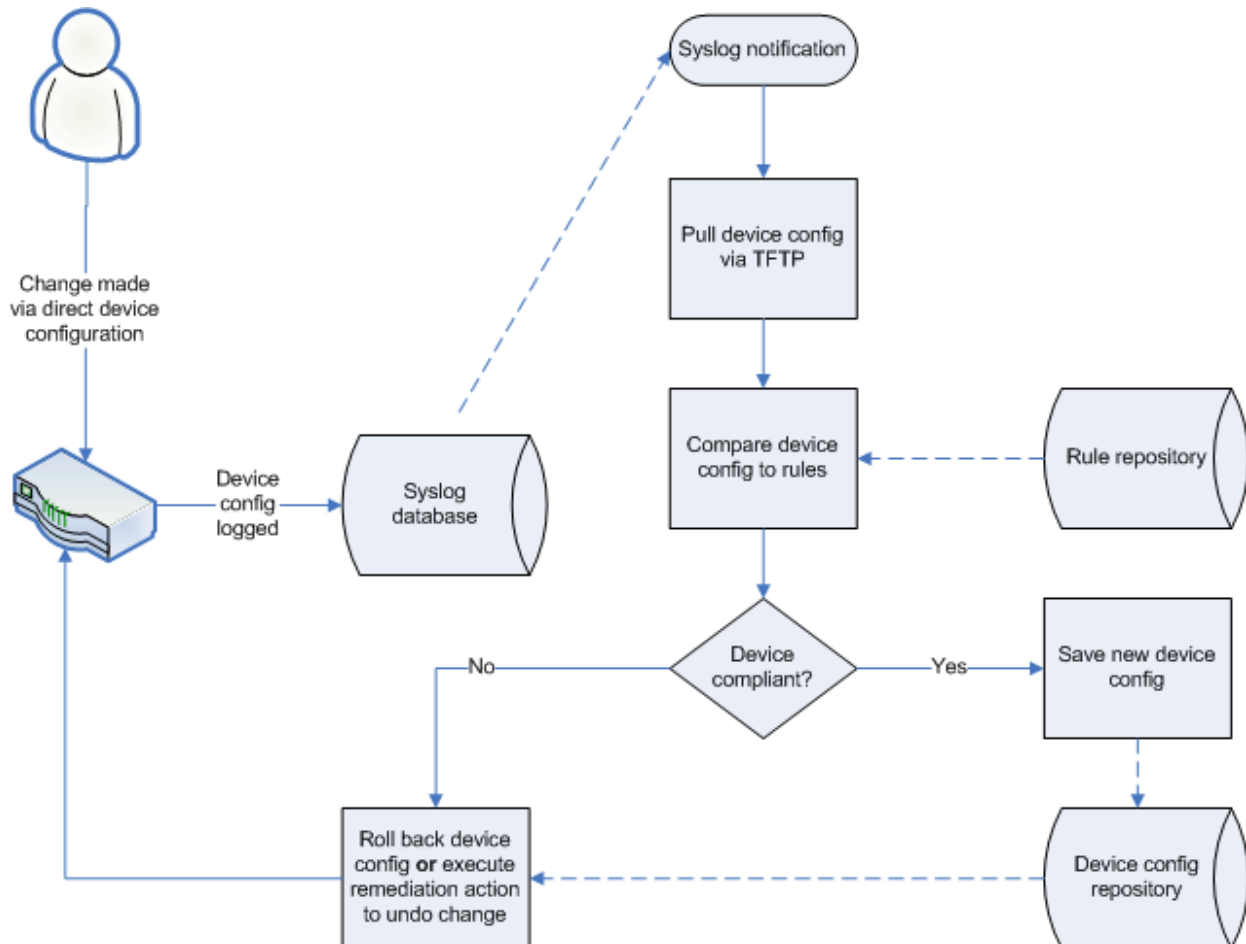 Syslog notification
Pull device config
via TFTP
Change made
via direct device
configuration
Compare device
config to rules
Rule repository
Device
config
logged
Syslog
database
No
Device
compliant?
Yes
Save new device
config
Roll back device
config or execute
remediation action
to undo change
Device config
repository